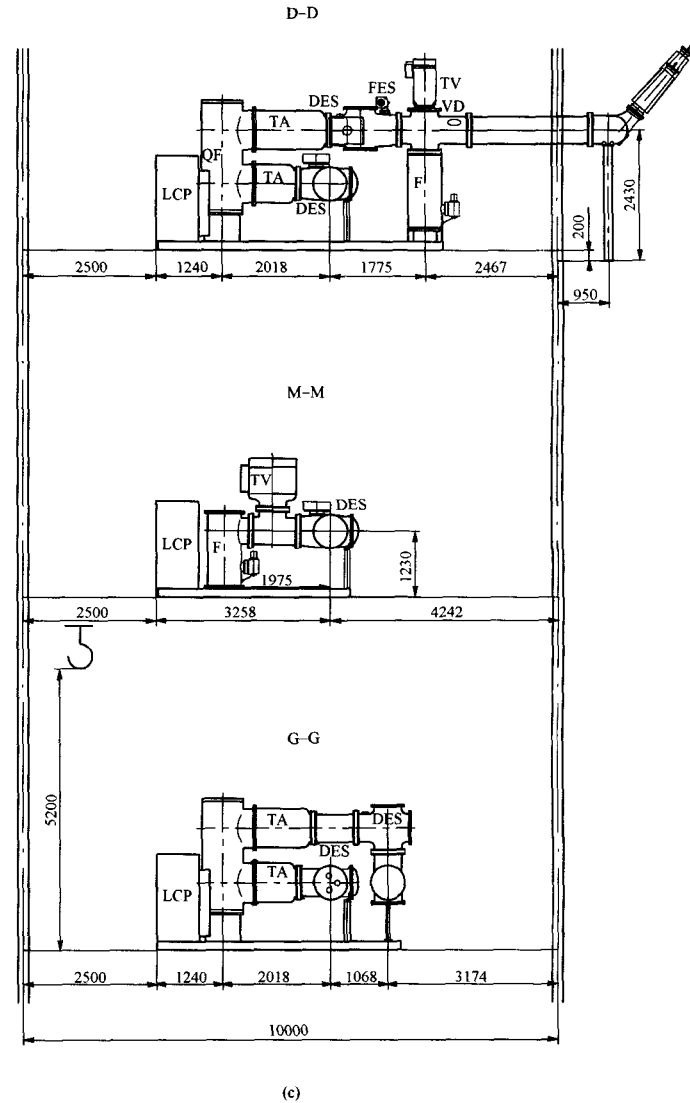 D-D
TV
FES
DES
VD
TA
QF
TA
F
LCP
DES
2430
200
2500
1240
2018
1775
2467
950
M-M
TV
DES
LCP
F
1230
1975
2500
3258
4242
G-G
5200
TA
DES
DES
TA
LCP
2500
1240
2018
1068
3174
10000
(c)